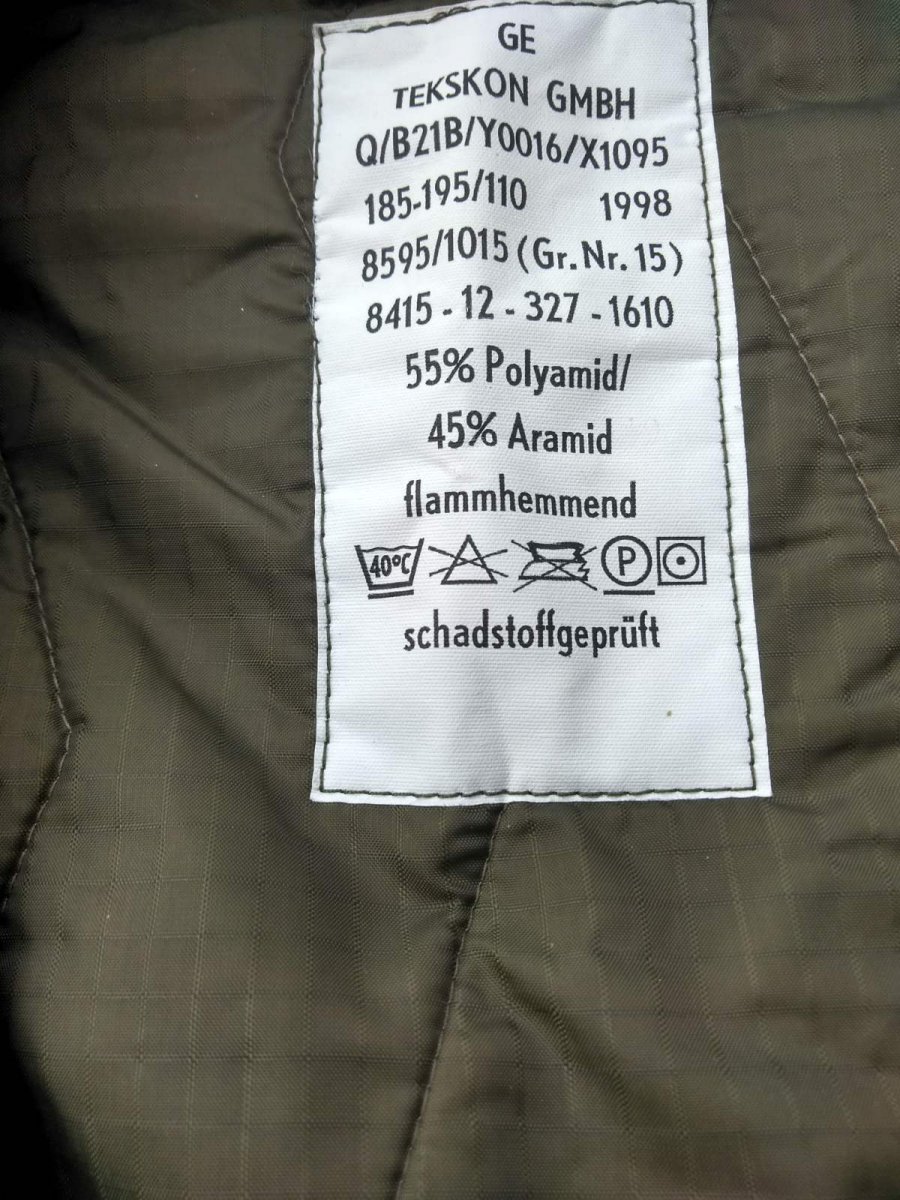 GE
TEKSKON GMBH
Q/B21B/Y0016/X1095
185-195/110 1998
8595/1015 (Gr.Nr.15)
8415-12-327-1610
55% Polyamid/
45% Aramid
flammhemmend
40°C P
schadstoffgeprüft